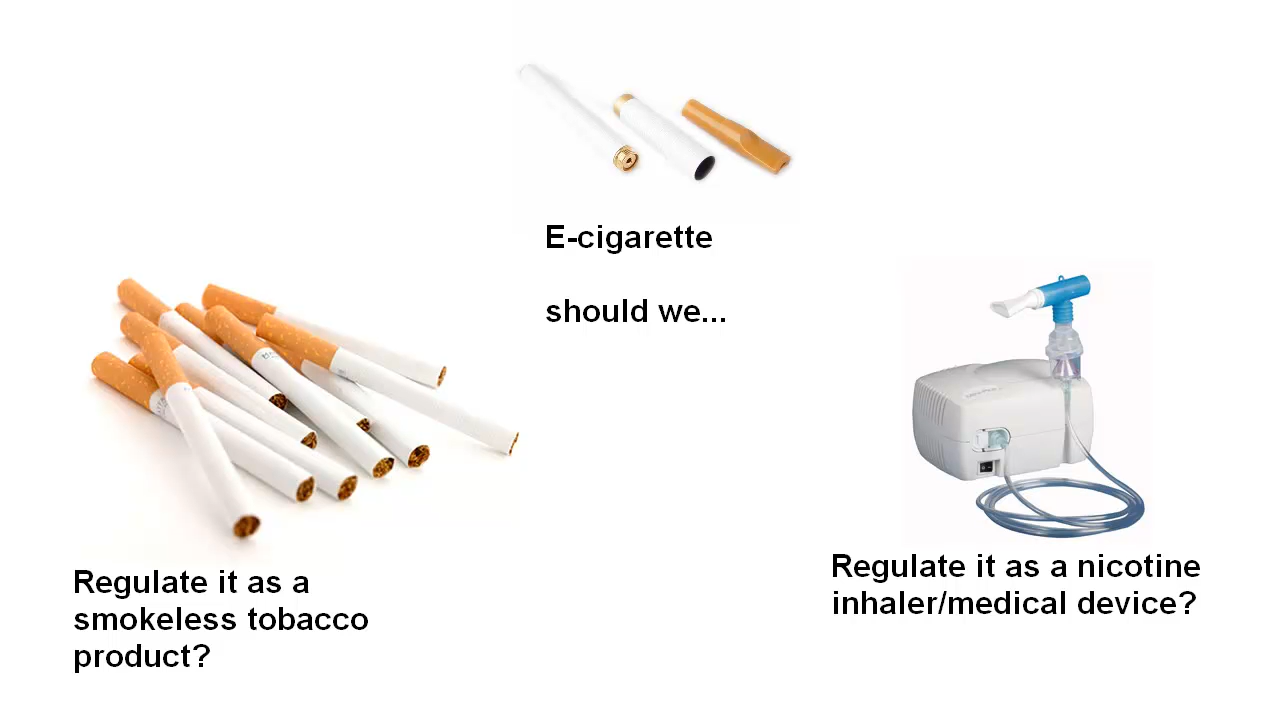 E-cigarette
should we...
Regulate it as a
smokeless tobacco
product?
Regulate it as a nicotine
inhaler/medical device?